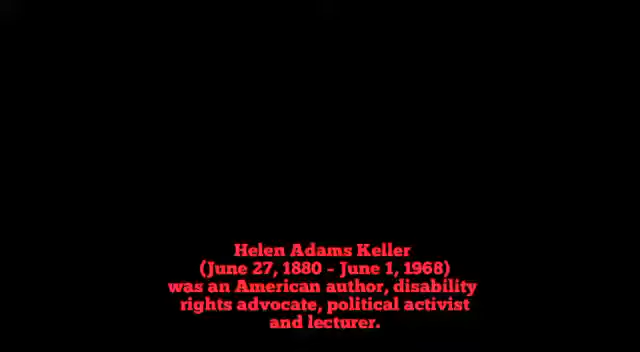 Helen Adams Keller
(June 27, 1880 - June 1, 1968)
was an American author, disability
rights advocate, political activist
and lecturer.